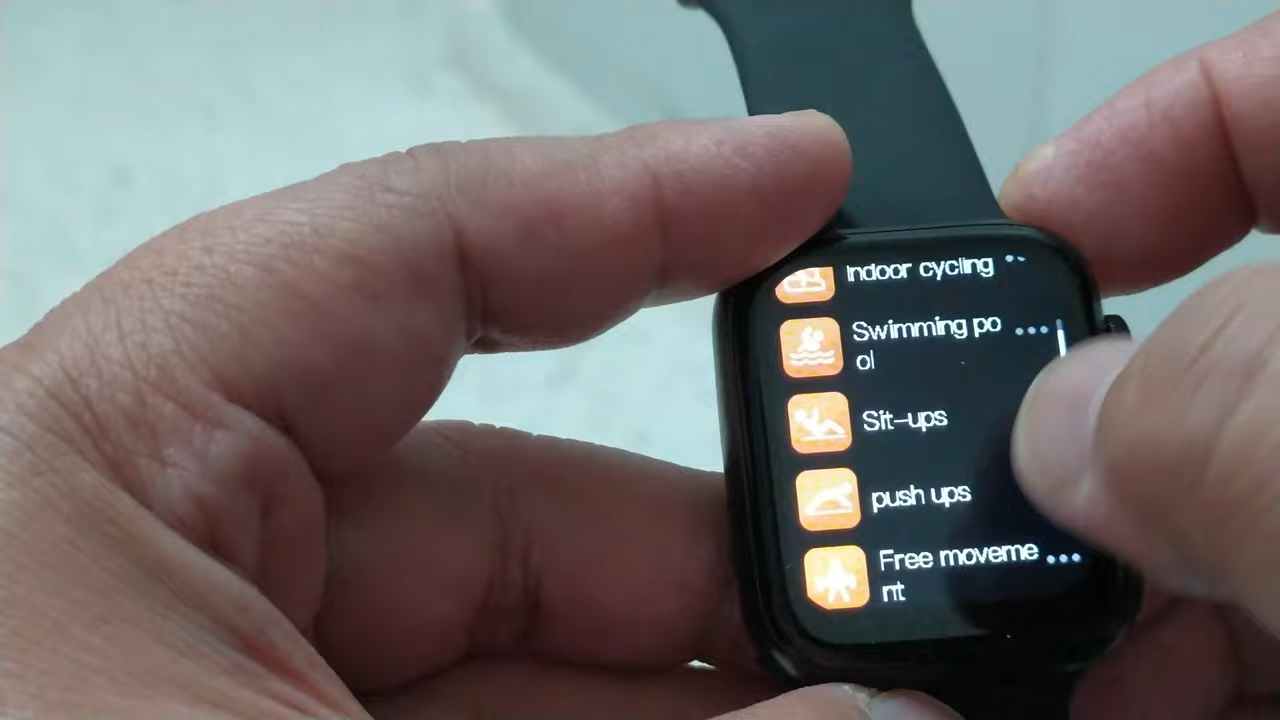 Indoor cycling
Swimming po
ol
Sit-ups
push ups
Free moveme
nt